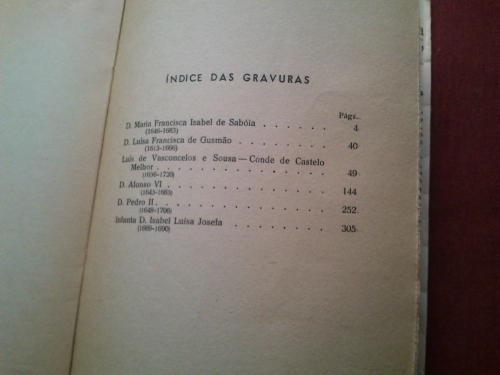 ÍNDICE DAS GRAVURAS
Págs.
D. Maria Francisca Isabel de Sabóia . . . . . . 4
(1646-1683)
D. Luísa Francisca de Gusmão . . . . . . . 40
(1613-1666)
Luís de Vasconcelos e Sousa — Conde de Castelo
Melhor . . . . . . . . . . . . . 49
(1636-1720)
D. Afonso VI . . . . . . . . . . . . 144
(1643-1683)
D. Pedro II . . . . . . . . . . . . . 252
(1648-1706)
Infanta D. Isabel Luísa Josefa . . . . . . . . 305
(1669-1690)